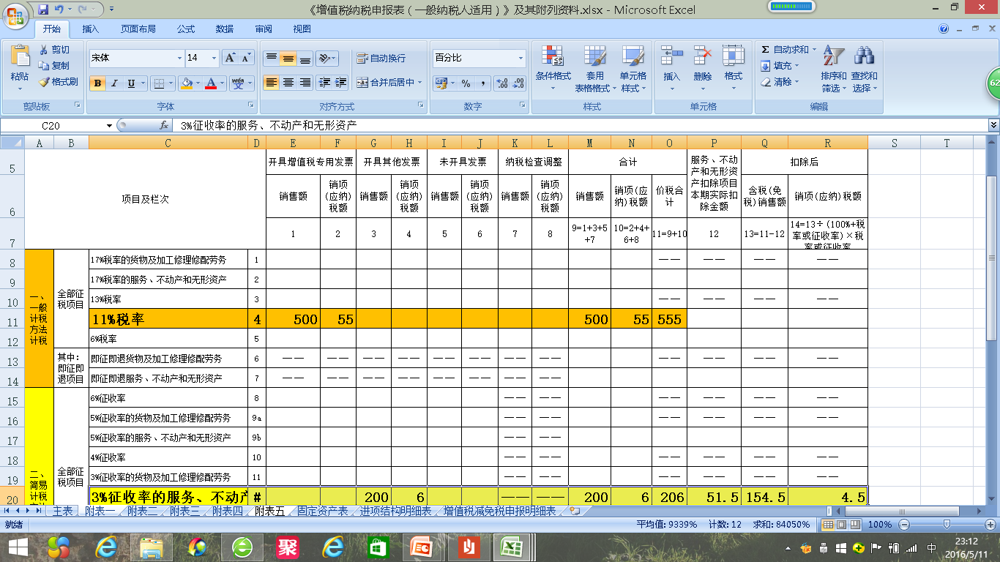 《增值税纳税申报表（一般纳税人适用）》及其附列资料.xlsx - Microsoft Excel
开始 插入 页面布局 公式 数据 审阅 视图
粘贴 剪切 复制 格式刷 剪贴板
宋体 14 B I U A A 字体
自动换行 合并后居中 对齐方式
百分比 % , 数字
条件格式 套用表格格式 单元格样式 样式
插入 删除 格式 单元格
Σ 自动求和 填充 清除 排序和筛选 查找和选择 编辑
62
C20 fx 3%征收率的服务、不动产和无形资产
A B C D E F G H I J K L M N O P Q R S T
5 项目及栏次 开具增值税专用发票 开具其他发票 未开具发票 纳税检查调整 合计 服务、不动产和无形资产扣除项目本期实际扣除金额 扣除后
6 销售额 销项(应纳)税额 销售额 销项(应纳)税额 销售额 销项(应纳)税额 销售额 销项(应纳)税额 销售额 销项(应纳)税额 价税合计 含税(免税)销售额 销项(应纳)税额
7 1 2 3 4 5 6 7 8 9=1+3+5+7 10=2+4+6+8 11=9+10 12 13=11-12 14=13÷(100%+税率或征收率)×税率或征收率
一、一般计税方法计税
全部征税项目
8 17%税率的货物及加工修理修配劳务 1 —— —— ——
9 17%税率的服务、不动产和无形资产 2
10 13%税率 3 —— —— ——
11 11%税率 4 500 55 500 55 555
12 6%税率 5
其中：即征即退项目
13 即征即退货物及加工修理修配劳务 6 —— —— —— —— —— —— —— —— —— —— ——
14 即征即退服务、不动产和无形资产 7 —— —— —— —— —— —— —— ——
二、简易计税方法
全部征税项目
15 6%征收率 8 —— —— —— —— ——
16 5%征收率的货物及加工修理修配劳务 9a —— —— —— —— ——
17 5%征收率的服务、不动产和无形资产 9b —— ——
18 4%征收率 10 —— —— —— —— ——
19 3%征收率的货物及加工修理修配劳务 11 —— —— —— —— ——
20 3%征收率的服务、不动产 # 200 6 —— —— 200 6 206 51.5 154.5 4.5
主表 附表一 附表二 附表三 附表四 附表五 固定资产表 进项结构明细表 增值税减免税申报明细表
就绪 平均值: 9339% 计数: 12 求和: 84050% 100%
聚 中 23:12
2016/5/11